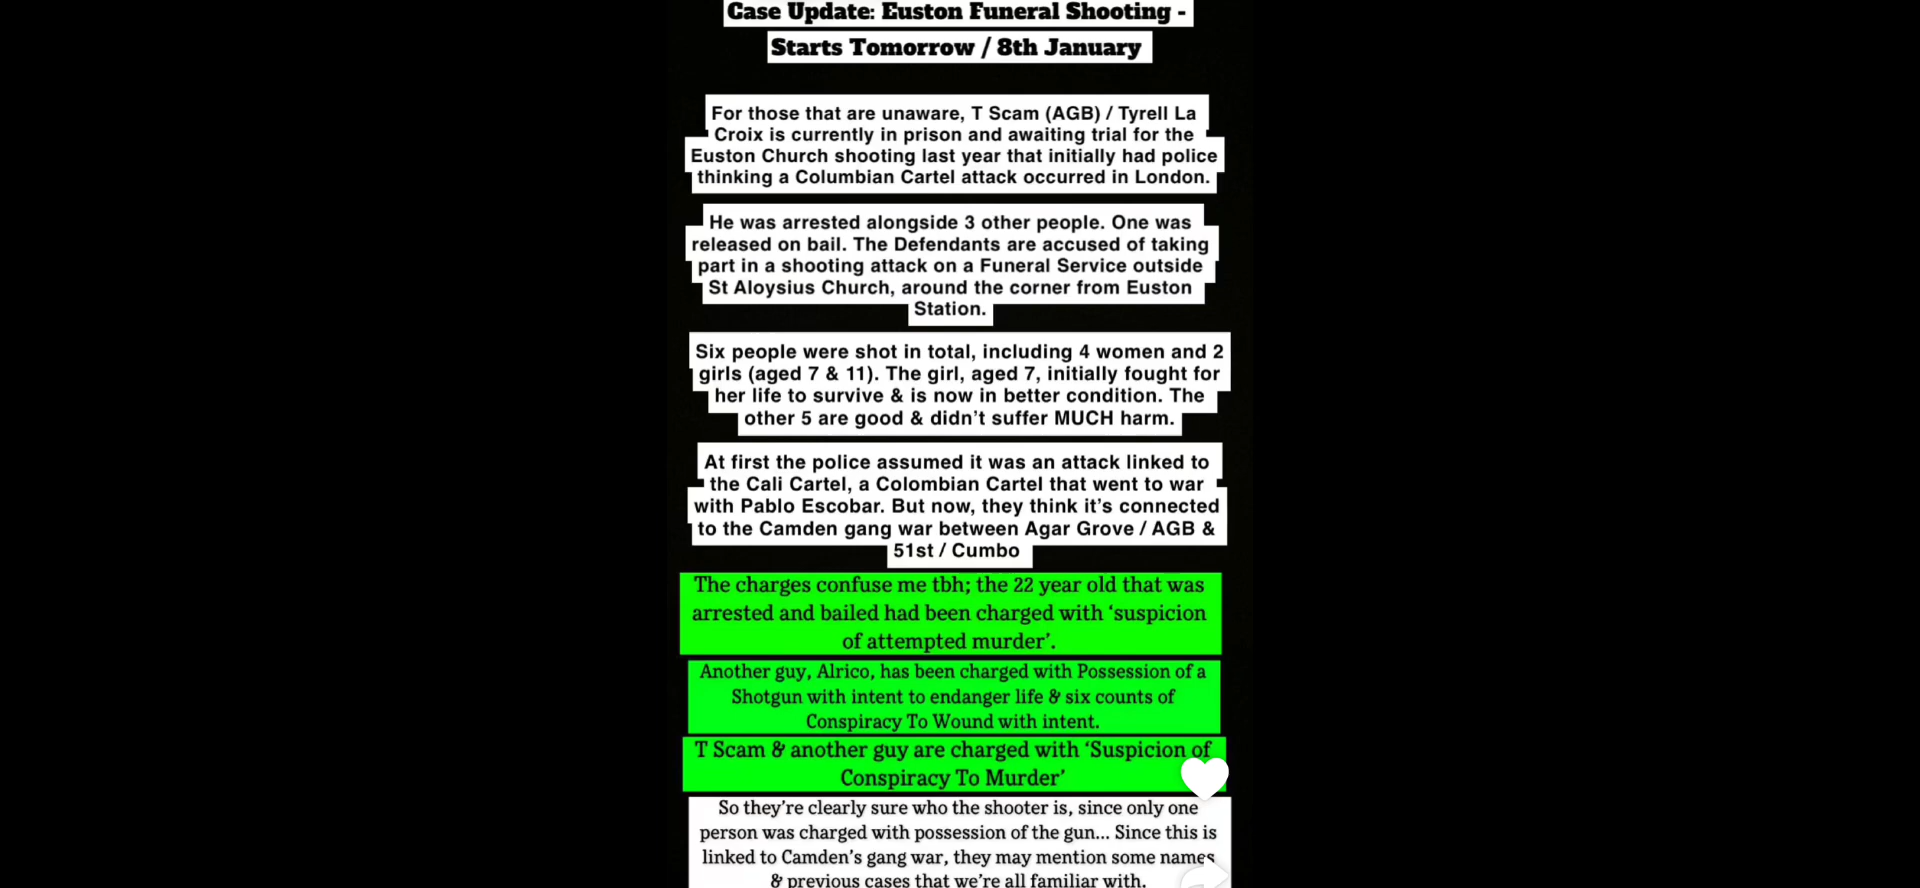 Case Update: Euston Funeral Shooting -
Starts Tomorrow / 8th January
For those that are unaware, T Scam (AGB) / Tyrell La
Croix is currently in prison and awaiting trial for the
Euston Church shooting last year that initially had police
thinking a Columbian Cartel attack occurred in London.
He was arrested alongside 3 other people. One was
released on bail. The Defendants are accused of taking
part in a shooting attack on a Funeral Service outside
St Aloysius Church, around the corner from Euston
Station.
Six people were shot in total, including 4 women and 2
girls (aged 7 & 11). The girl, aged 7, initially fought for
her life to survive & is now in better condition. The
other 5 are good & didn't suffer MUCH harm.
At first the police assumed it was an attack linked to
the Cali Cartel, a Colombian Cartel that went to war
with Pablo Escobar. But now, they think it's connected
to the Camden gang war between Agar Grove / AGB &
51st / Cumbo
The charges confuse me tbh; the 22 year old that was
arrested and bailed had been charged with 'suspicion
of attempted murder'.
Another guy, Alrico, has been charged with Possession of a
Shotgun with intent to endanger life & six counts of
Conspiracy To Wound with intent.
T Scam & another guy are charged with 'Suspicion of
Conspiracy To Murder'
So they're clearly sure who the shooter is, since only one
person was charged with possession of the gun... Since this is
linked to Camden's gang war, they may mention some names
& previous cases that we're all familiar with.